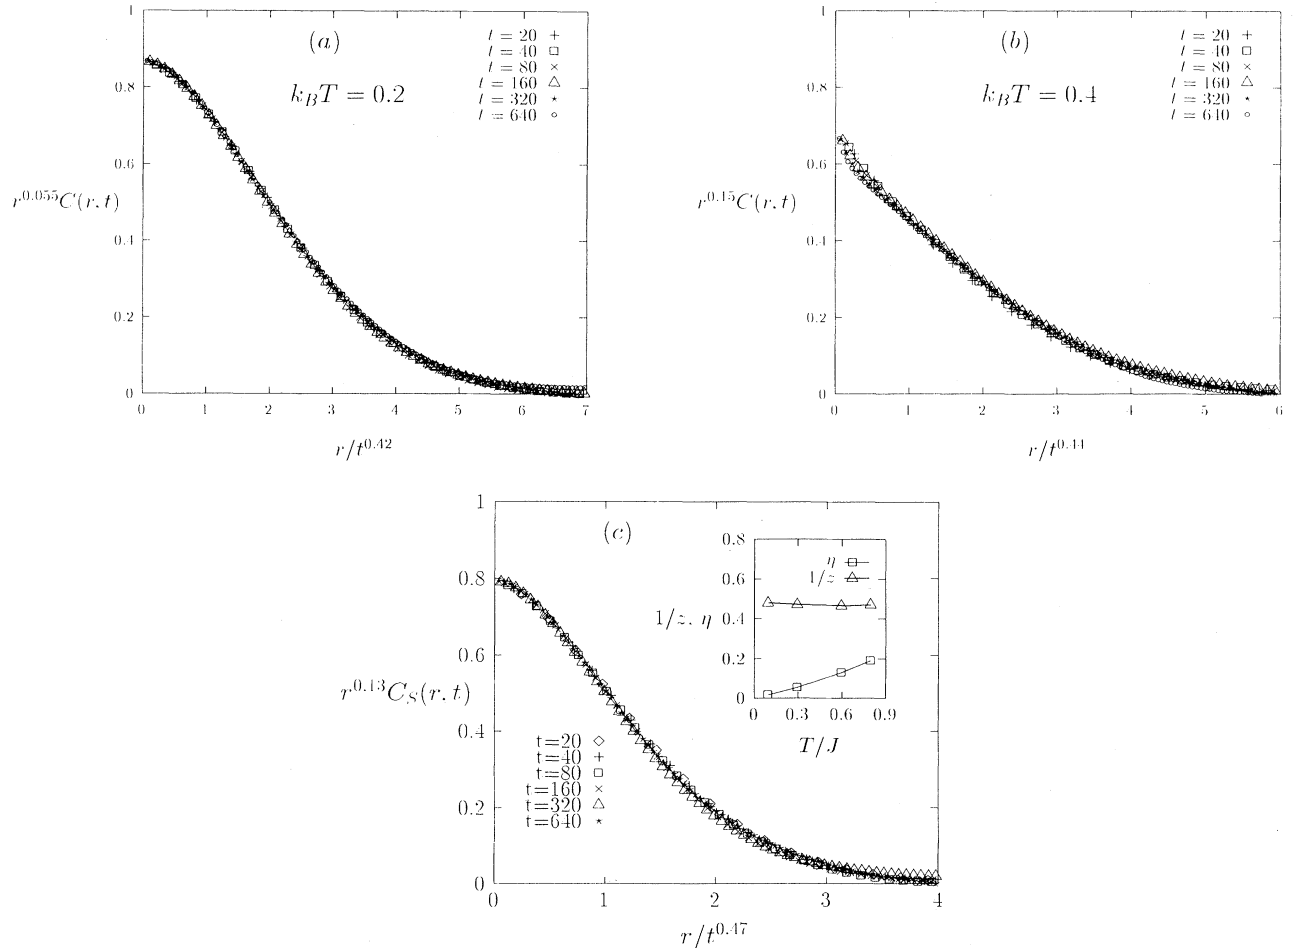 (a)
k_B T = 0.2
t = 20 +
t = 40 □
t = 80 ×
t = 160 △
t = 320 ⋆
t = 640 ∘
1
0.8
0.6
0.4
0.2
0
r^0.055 C(r, t)
0 1 2 3 4 5 6 7
r/t^0.42
(b)
k_B T = 0.4
t = 20 +
t = 40 □
t = 80 ×
t = 160 △
t = 320 ⋆
t = 640 ∘
1
0.8
0.6
0.4
0.2
0
r^0.15 C(r, t)
0 1 2 3 4 5 6
r/t^0.44
(c)
1
0.8
0.6
0.4
0.2
0
r^0.13 C_S(r, t)
t=20 ◇
t=40 +
t=80 □
t=160 ×
t=320 △
t=640 ⋆
0 1 2 3 4
r/t^0.47
η
1/z
0.8
0.6
0.4
0.2
0
1/z, η
0 0.3 0.6 0.9
T/J